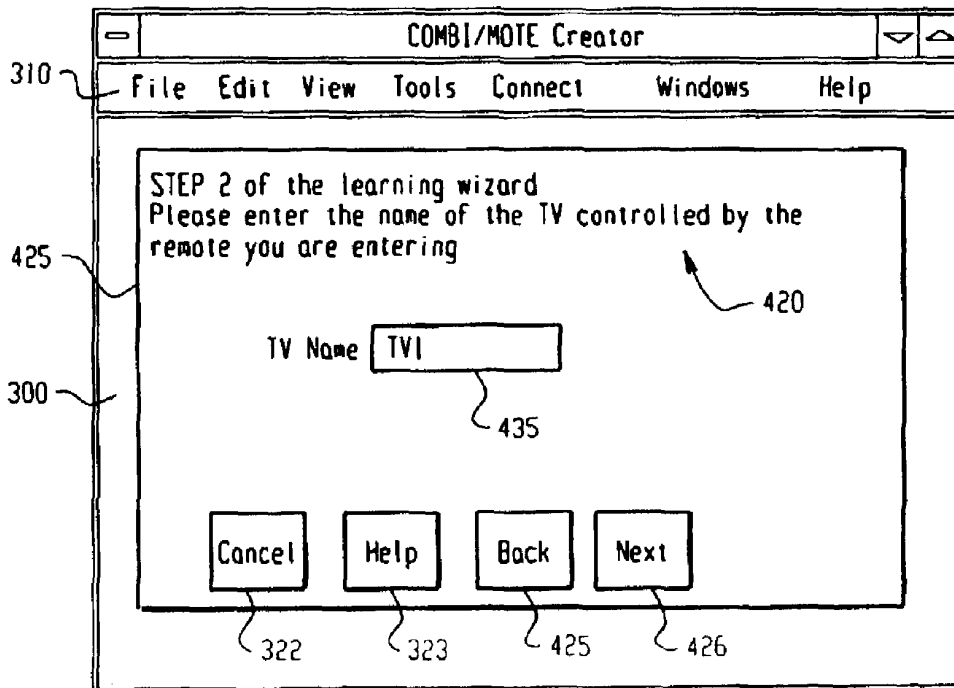 COMBI/MOTE Creator
310
File Edit View Tools Connect Windows Help
STEP 2 of the learning wizard
Please enter the name of the TV controlled by the
remote you are entering
425
420
TV Name TV|
300
435
Cancel Help Back Next
322 323 425 426